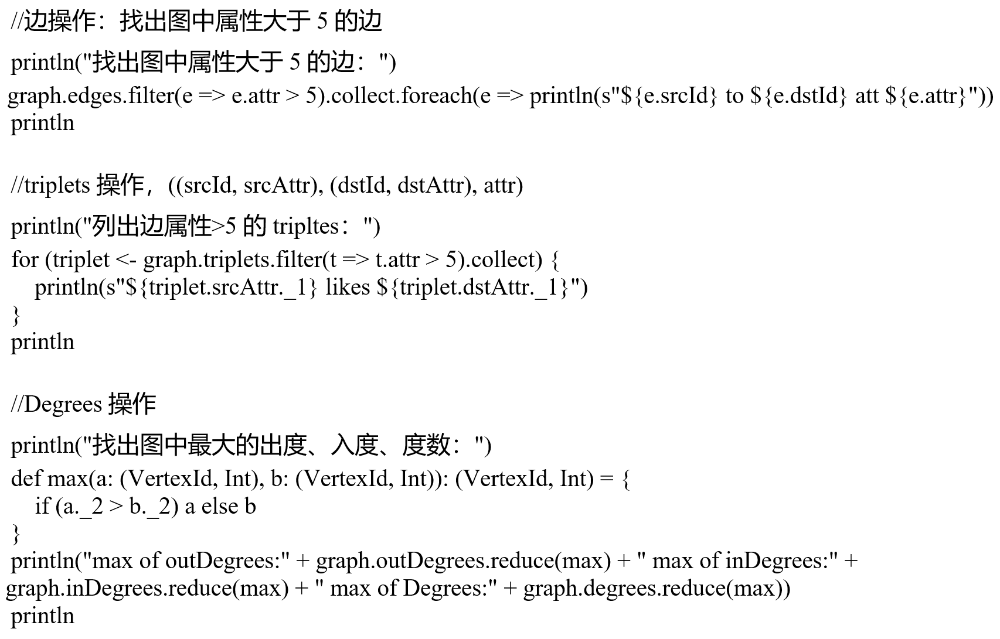 //边操作：找出图中属性大于 5 的边
println("找出图中属性大于 5 的边：")
graph.edges.filter(e => e.attr > 5).collect.foreach(e => println(s"${e.srcId} to ${e.dstId} att ${e.attr}"))
println
//triplets 操作，((srcId, srcAttr), (dstId, dstAttr), attr)
println("列出边属性>5 的 tripltes：")
for (triplet <- graph.triplets.filter(t => t.attr > 5).collect) {
println(s"${triplet.srcAttr._1} likes ${triplet.dstAttr._1}")
}
println
//Degrees 操作
println("找出图中最大的出度、入度、度数：")
def max(a: (VertexId, Int), b: (VertexId, Int)): (VertexId, Int) = {
if (a._2 > b._2) a else b
}
println("max of outDegrees:" + graph.outDegrees.reduce(max) + " max of inDegrees:" +
graph.inDegrees.reduce(max) + " max of Degrees:" + graph.degrees.reduce(max))
println